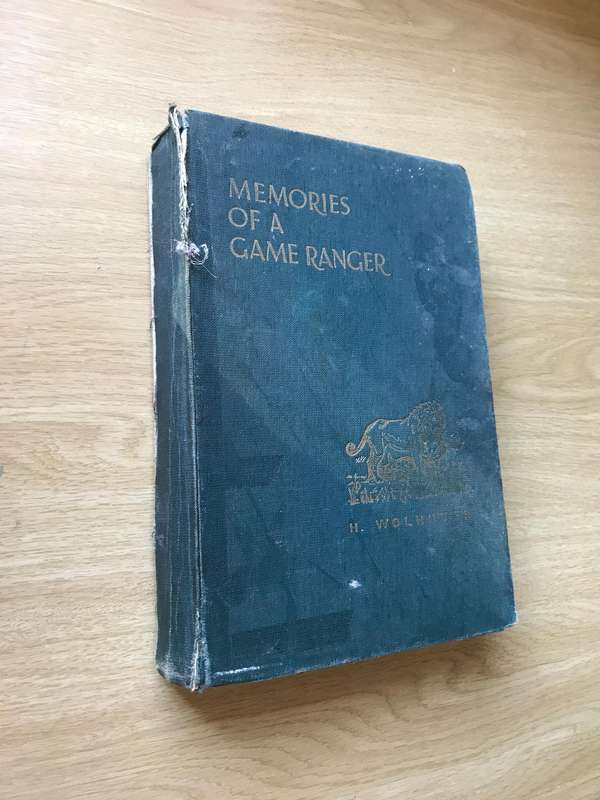 MEMORIES
OF A
GAME RANGER
H.